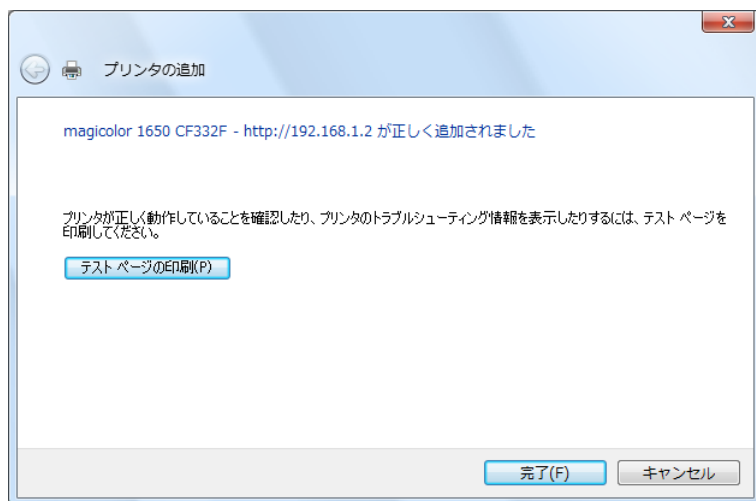 プリンタの追加
magicolor 1650 CF332F - http://192.168.1.2 が正しく追加されました
プリンタが正しく動作していることを確認したり、プリンタのトラブルシューティング情報を表示したりするには、テスト ページを
印刷してください。
テスト ページの印刷(P)
完了(F)
キャンセル